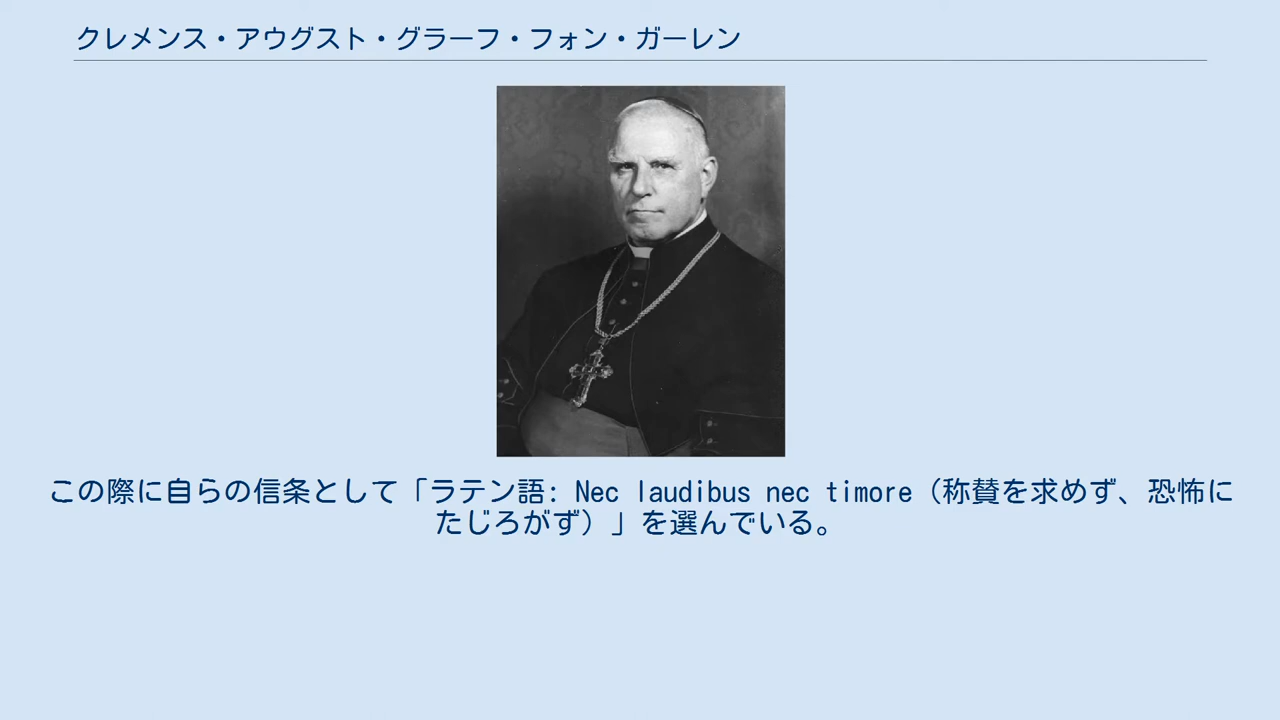 クレメンス・アウグスト・グラーフ・フォン・ガーレン
この際に自らの信条として「ラテン語: Nec laudibus nec timore（称賛を求めず、恐怖に
たじろがず）」を選んでいる。